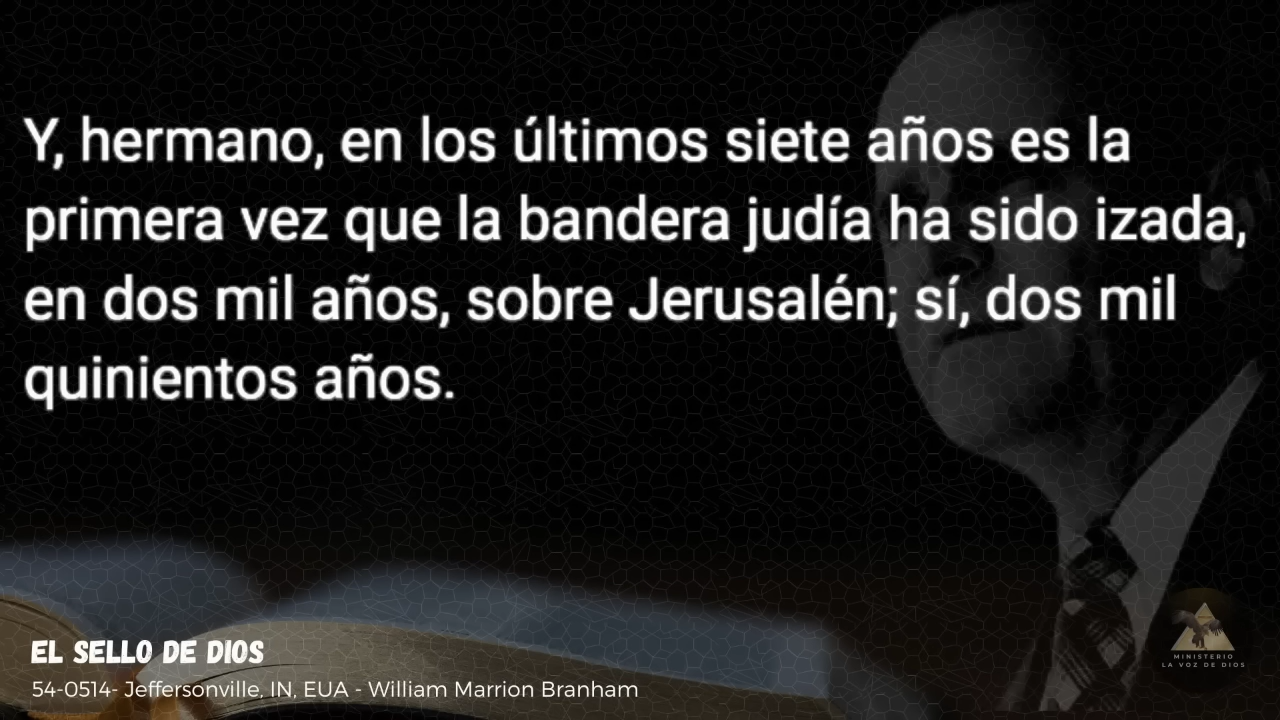 Y, hermano, en los últimos siete años es la
primera vez que la bandera judía ha sido izada,
en dos mil años, sobre Jerusalén; sí, dos mil
quinientos años.
EL SELLO DE DIOS
54-0514- Jeffersonville, IN, EUA - William Marrion Branham
MINISTERIO
LA VOZ DE DIOS